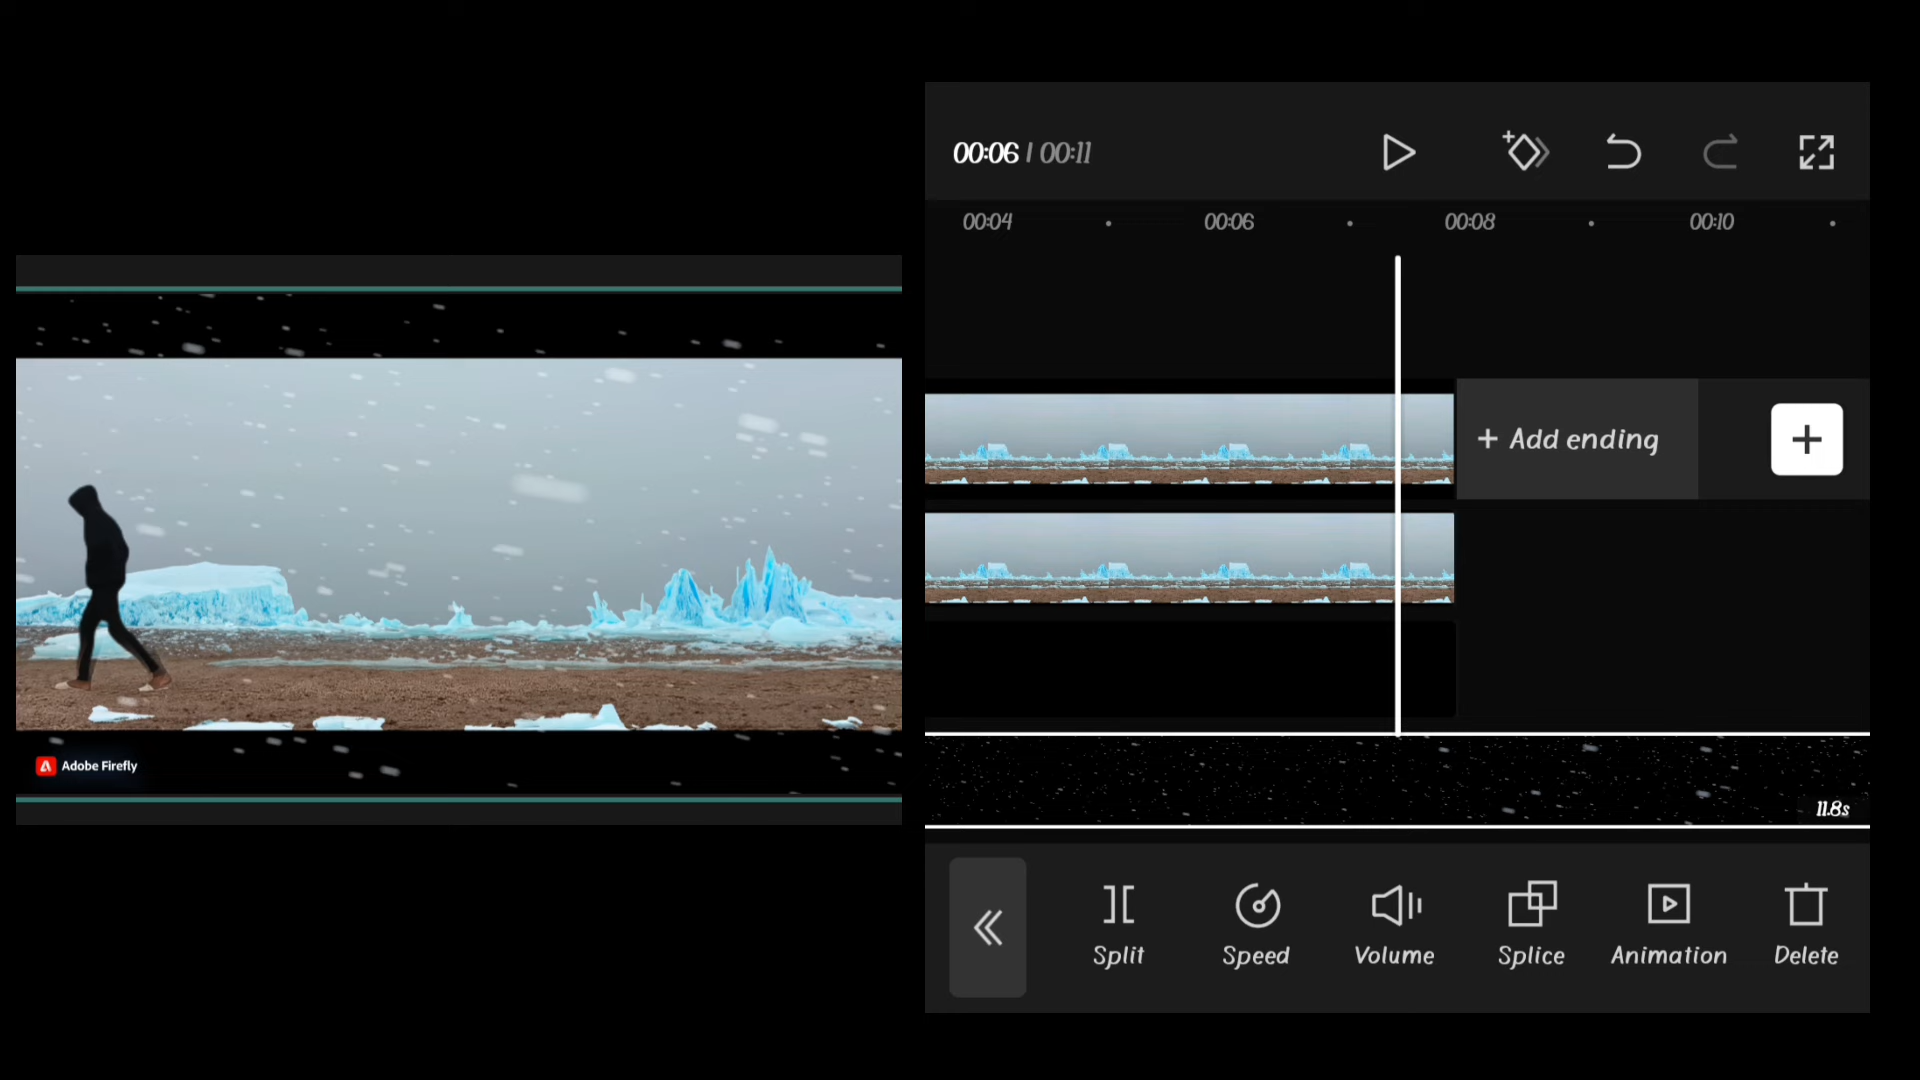 00:06 / 00:11
00:04 00:06 00:08 00:10
+ Add ending
Adobe Firefly
11.8s
Split Speed Volume Splice Animation Delete